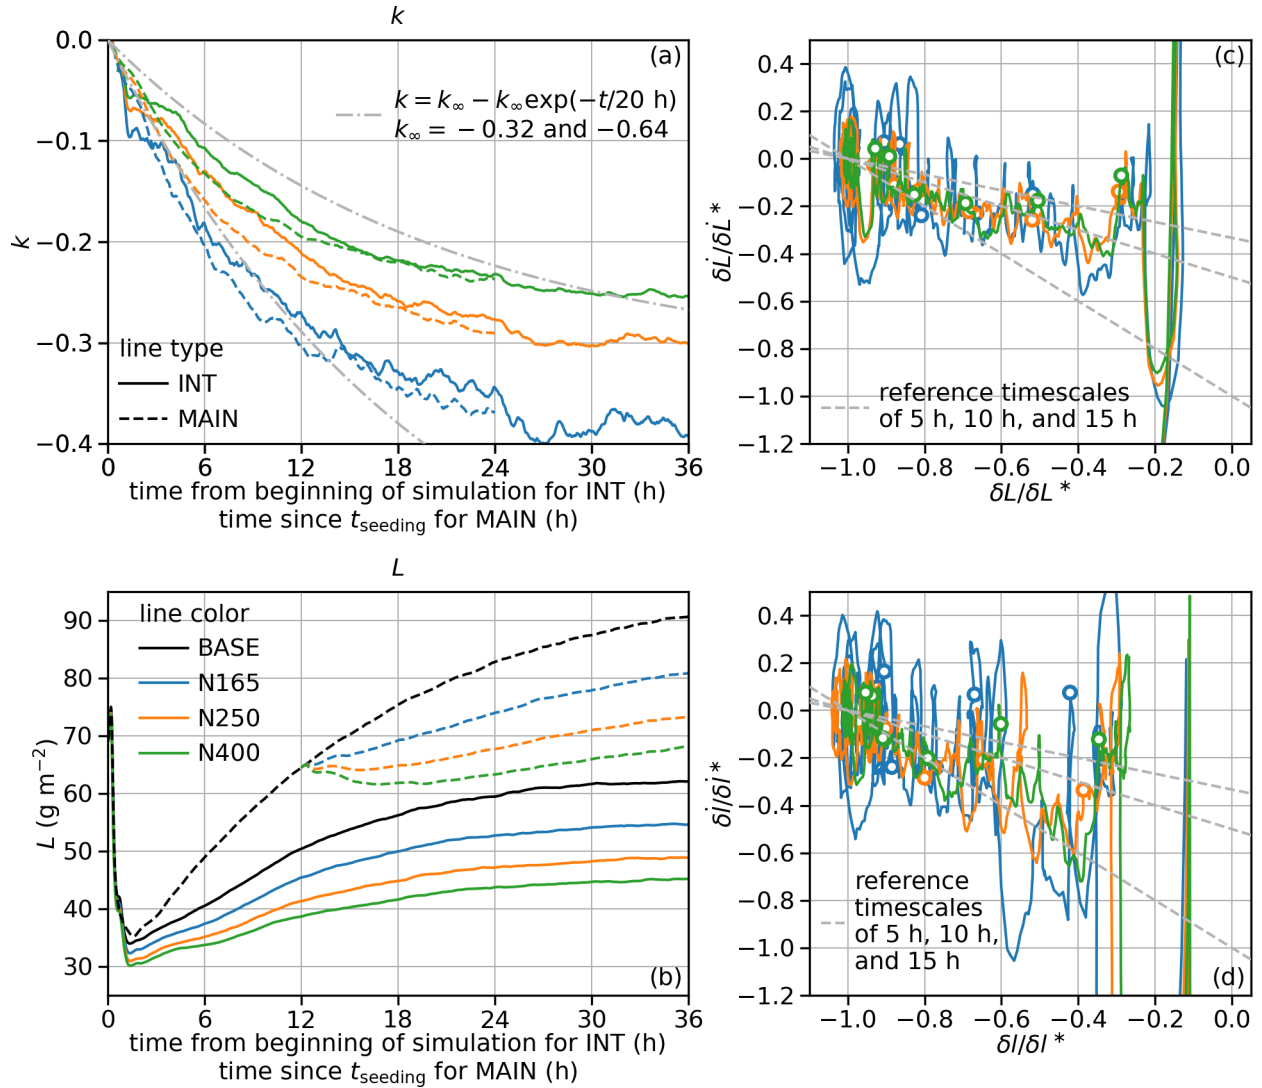 k
(a)
0.0
−0.1
−0.2
−0.3
−0.4
k
k = k∞ − k∞exp(−t/20 h)
k∞ = −0.32 and −0.64
line type
INT
MAIN
0 6 12 18 24 30 36
time from beginning of simulation for INT (h)
time since tseeding for MAIN (h)
(c)
0.4
0.2
0.0
−0.2
−0.4
−0.6
−0.8
−1.0
−1.2
δL̇/δL̇*
reference timescales
of 5 h, 10 h, and 15 h
−1.0 −0.8 −0.6 −0.4 −0.2 0.0
δL/δL*
L
90
80
70
60
50
40
30
L (g m⁻²)
line color
BASE
N165
N250
N400
(b)
0 6 12 18 24 30 36
time from beginning of simulation for INT (h)
time since tseeding for MAIN (h)
0.4
0.2
0.0
−0.2
−0.4
−0.6
−0.8
−1.0
−1.2
δl̇/δl̇*
reference
timescales
of 5 h, 10 h,
and 15 h
(d)
−1.0 −0.8 −0.6 −0.4 −0.2 0.0
δl/δl*